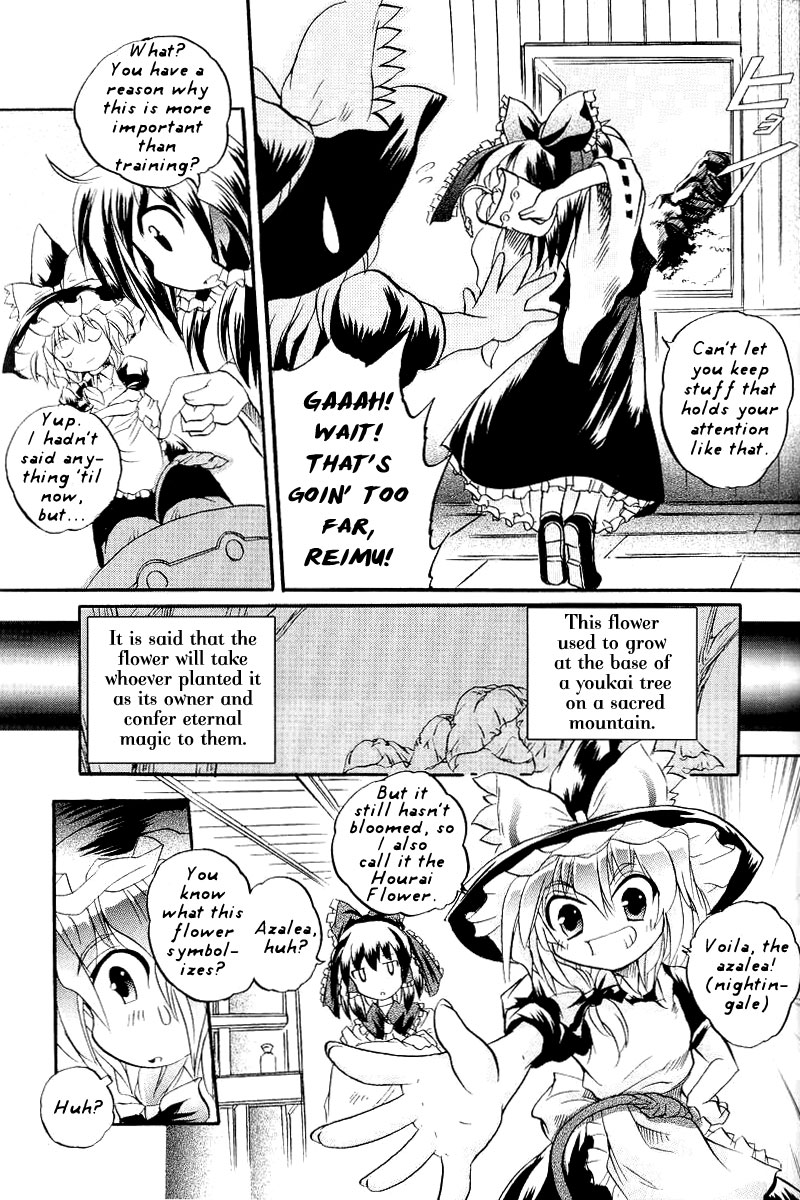 ヒョイ
Can't let
you keep
stuff that
holds your
attention
like that.
GAAAH!
WAIT!
THAT'S
GOIN' TOO
FAR,
REIMU!
What?
You have a
reason why
this is more
important
than
training?
Yup.
I hadn't
said any-
thing 'til
now,
but...
This flower
used to grow
at the base of
a youkai tree
on a sacred
mountain.
It is said that the
flower will take
whoever planted it
as its owner and
confer eternal
magic to them.
Voila, the
azalea!
(nightin-
gale)
But it
still hasn't
bloomed, so
I also
call it the
Hourai
Flower.
Azalea,
huh?
You
know
what this
flower
symbol-
izes?
Huh?